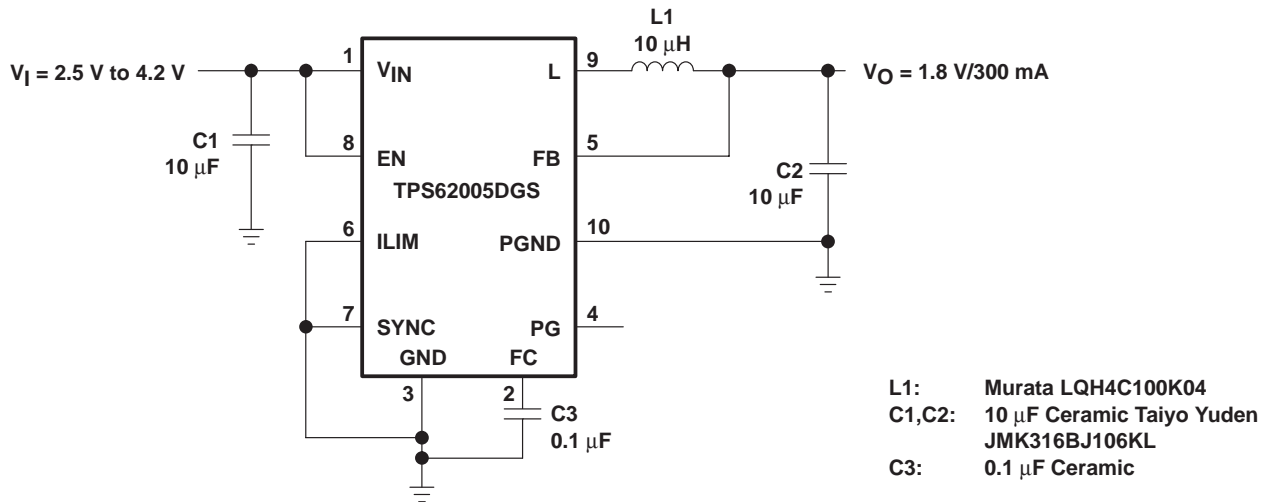 L1
10 μH
VI = 2.5 V to 4.2 V
1
VIN
L
9
VO = 1.8 V/300 mA
C1
10 μF
8
EN
FB
5
TPS62005DGS
C2
10 μF
6
ILIM
PGND
10
7
SYNC
PG
4
GND
FC
3
2
C3
0.1 μF
L1: Murata LQH4C100K04
C1,C2: 10 μF Ceramic Taiyo Yuden
JMK316BJ106KL
C3: 0.1 μF Ceramic